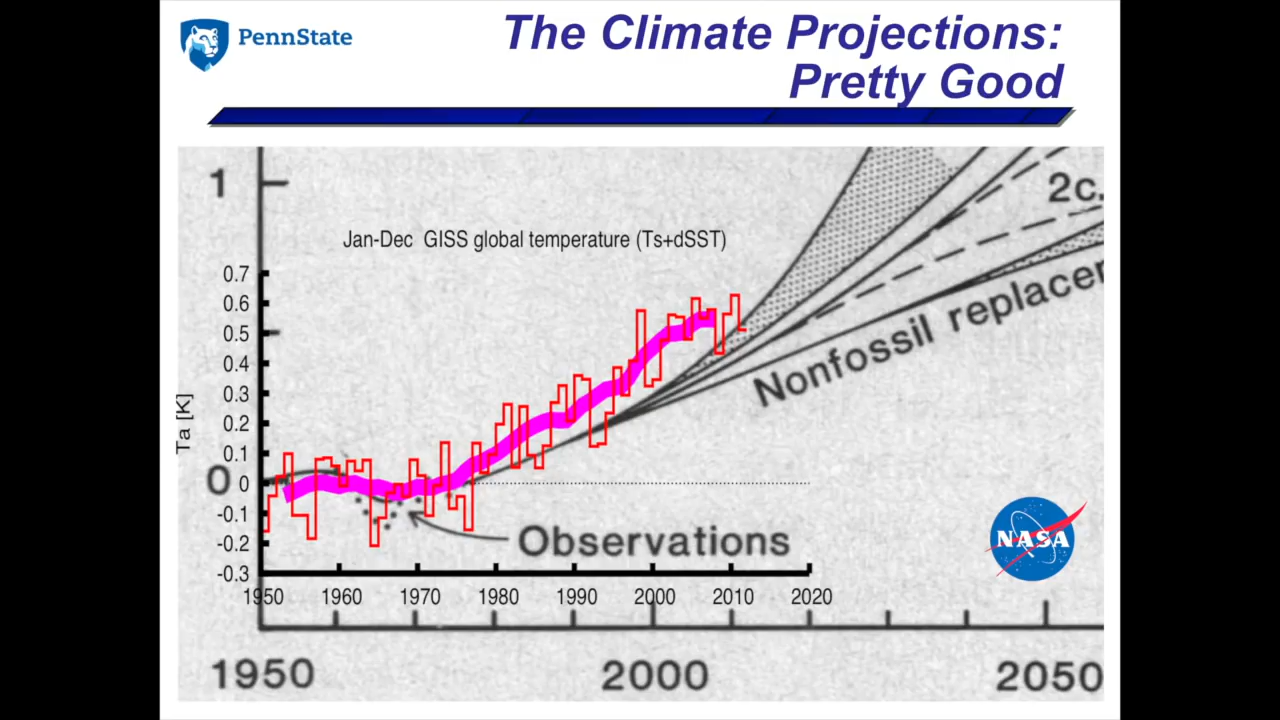 PennState
The Climate Projections:
Pretty Good
1
2c.
Jan-Dec GISS global temperature (Ts+dSST)
0.7
0.6
0.5
0.4
0.3
0.2
0.1
0
-0.1
-0.2
-0.3
Ta [K]
0
Nonfossil replacer
Observations
NASA
1950 1960 1970 1980 1990 2000 2010 2020
1950 2000 2050